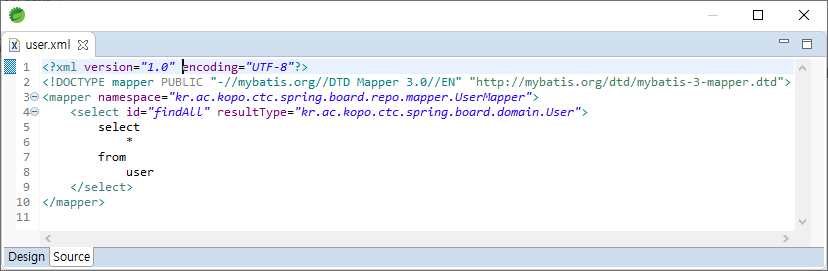 user.xml
1 <?xml version="1.0" encoding="UTF-8"?>
2 <!DOCTYPE mapper PUBLIC "-//mybatis.org//DTD Mapper 3.0//EN" "http://mybatis.org/dtd/mybatis-3-mapper.dtd">
3 <mapper namespace="kr.ac.kopo.ctc.spring.board.repo.mapper.UserMapper">
4     <select id="findAll" resultType="kr.ac.kopo.ctc.spring.board.domain.User">
5         select
6             *
7         from
8             user
9     </select>
10 </mapper>
11
Design Source